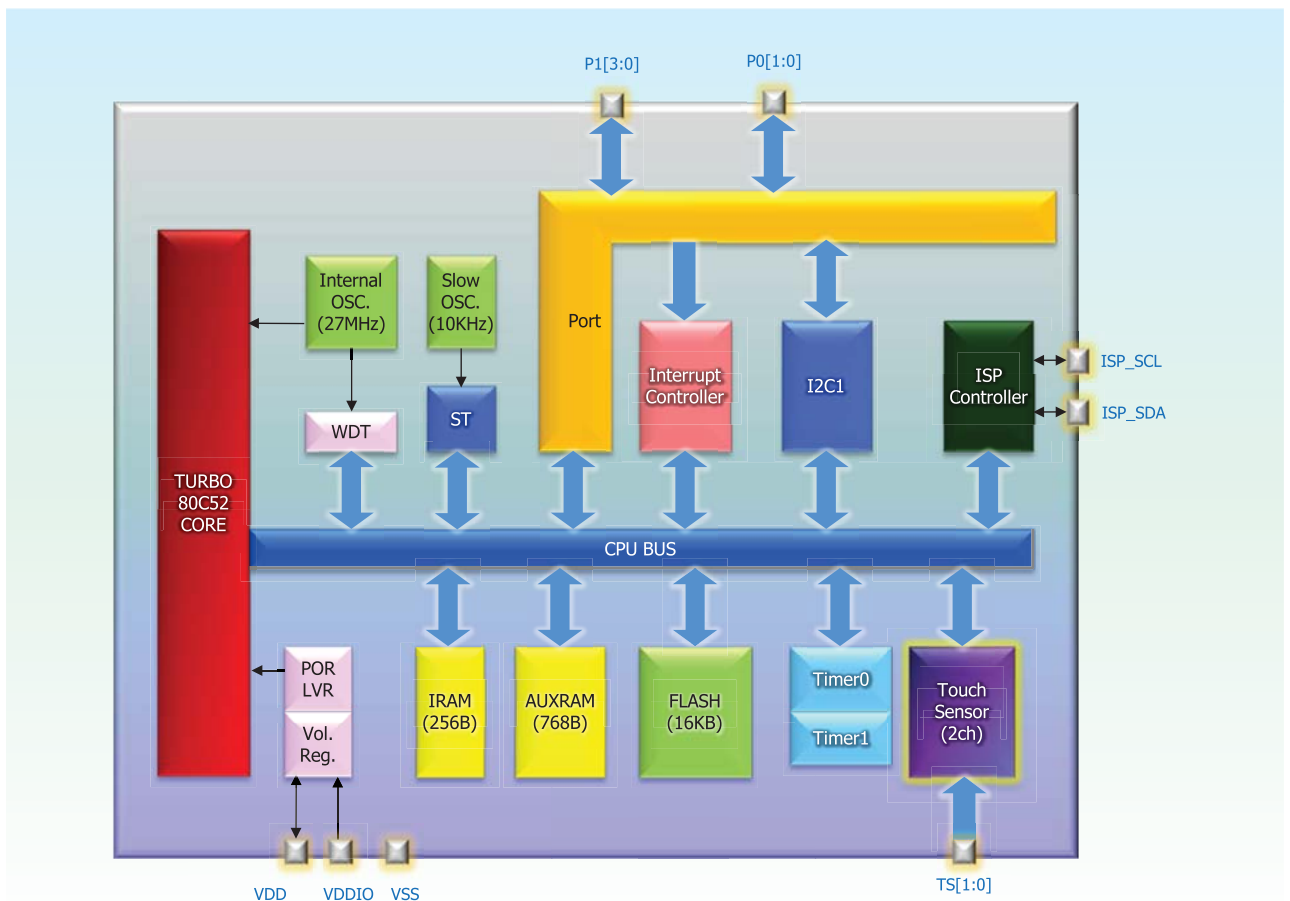 P1[3:0]
P0[1:0]
Internal
OSC.
(27MHz)
Slow
OSC.
(10KHz)
Port
Interrupt
Controller
I2C1
ISP
Controller
ISP_SCL
ISP_SDA
WDT
ST
TURBO
80C52
CORE
CPU BUS
POR
LVR
Vol.
Reg.
IRAM
(256B)
AUXRAM
(768B)
FLASH
(16KB)
Timer0
Timer1
Touch
Sensor
(2ch)
VDD
VDDIO
VSS
TS[1:0]